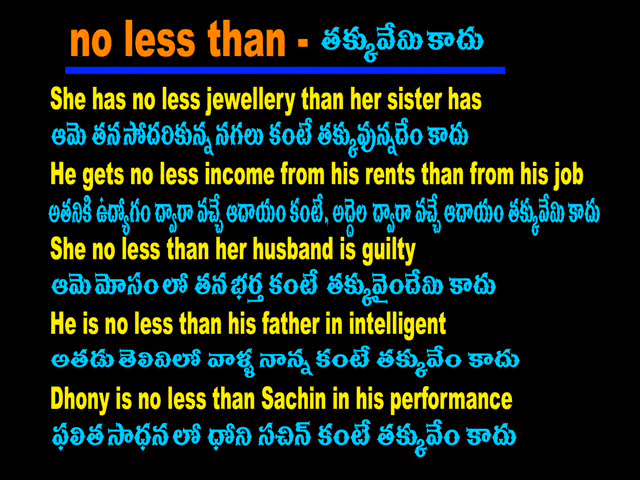 no less than - తక్కువేమి కాదు
She has no less jewellery than her sister has
ఆమె తన సోదరికున్న నగలు కంటే తక్కువున్నదేం కాదు
He gets no less income from his rents than from his job
అతనికి ఉద్యోగం ద్వారా వచ్చే ఆదాయం కంటే, అద్దెల ద్వారా వచ్చే ఆదాయం తక్కువేమి కాదు
She no less than her husband is guilty
ఆమె మోసం లో తన భర్త కంటే తక్కువైందేమి కాదు
He is no less than his father in intelligent
అతడు తెలివిలో వాళ్ళ నాన్న కంటే తక్కువేం కాదు
Dhony is no less than Sachin in his performance
ఫలిత సాధన లో ధోని సచిన్ కంటే తక్కువేం కాదు